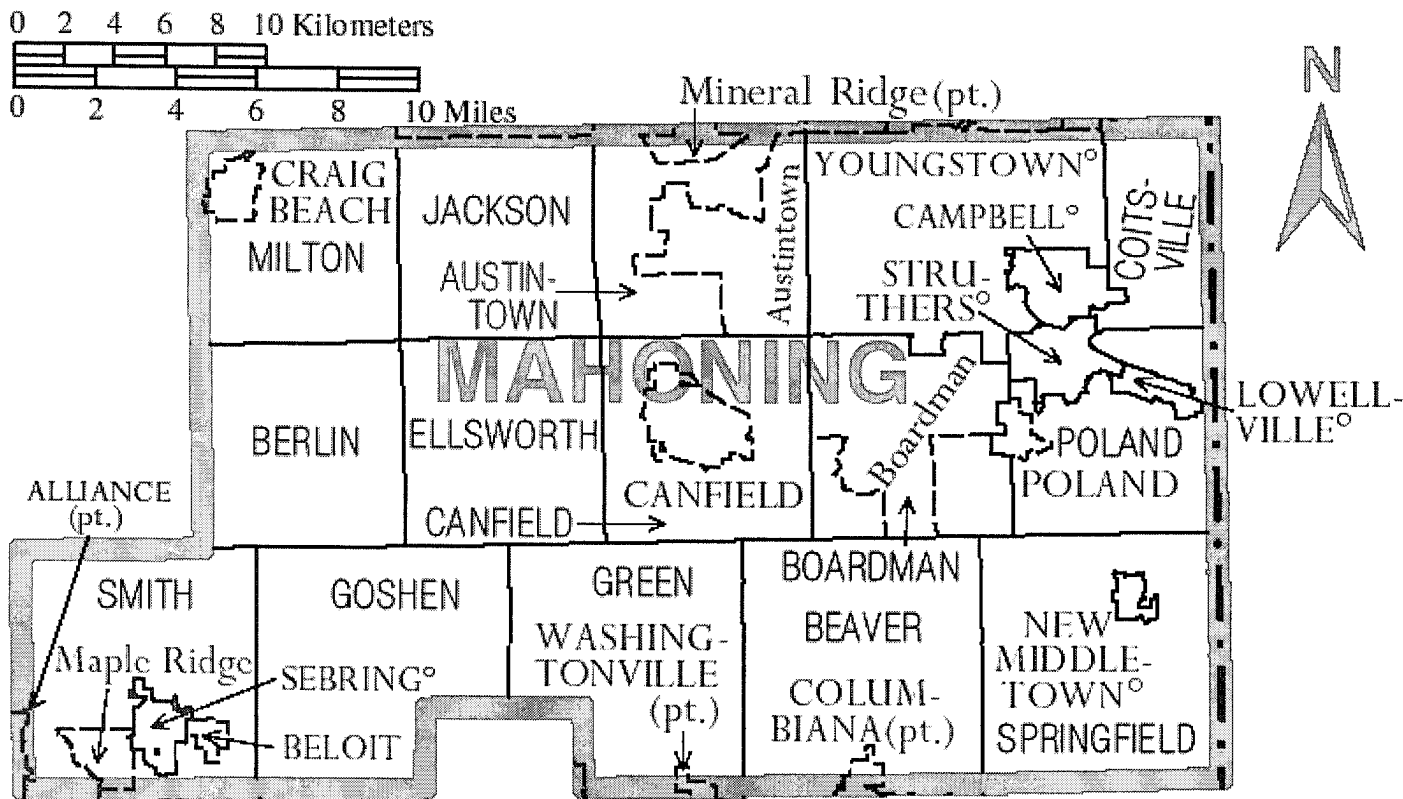 0 2 4 6 8 10 Kilometers
0 2 4 6 8 10 Miles
N
Mineral Ridge(pt.)
CRAIG
BEACH
MILTON
JACKSON
AUSTIN-
TOWN
Austintown
YOUNGSTOWN°
CAMPBELL°
STRU-
THERS°
COITS-
VILLE
MAHONING
BERLIN
ELLSWORTH
CANFIELD
CANFIELD
Boardman
POLAND
POLAND
LOWELL-
VILLE°
ALLIANCE
(pt.)
SMITH
GOSHEN
GREEN
BOARDMAN
BEAVER
WASHING-
TONVILLE
(pt.)
COLUM-
BIANA(pt.)
NEW
MIDDLE-
TOWN°
SPRINGFIELD
Maple Ridge
SEBRING°
BELOIT